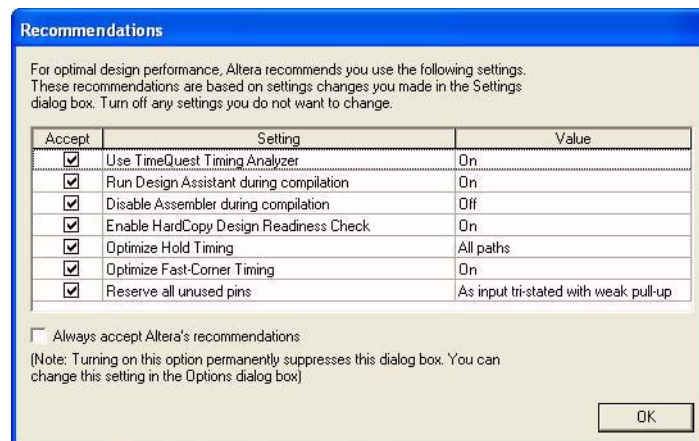 Recommendations
For optimal design performance, Altera recommends you use the following settings.
These recommendations are based on settings changes you made in the Settings
dialog box. Turn off any settings you do not want to change.
Accept Setting Value
Use TimeQuest Timing Analyzer On
Run Design Assistant during compilation On
Disable Assembler during compilation Off
Enable HardCopy Design Readiness Check On
Optimize Hold Timing All paths
Optimize Fast-Corner Timing On
Reserve all unused pins As input tri-stated with weak pull-up
Always accept Altera's recommendations
(Note: Turning on this option permanently suppresses this dialog box. You can
change this setting in the Options dialog box)
OK